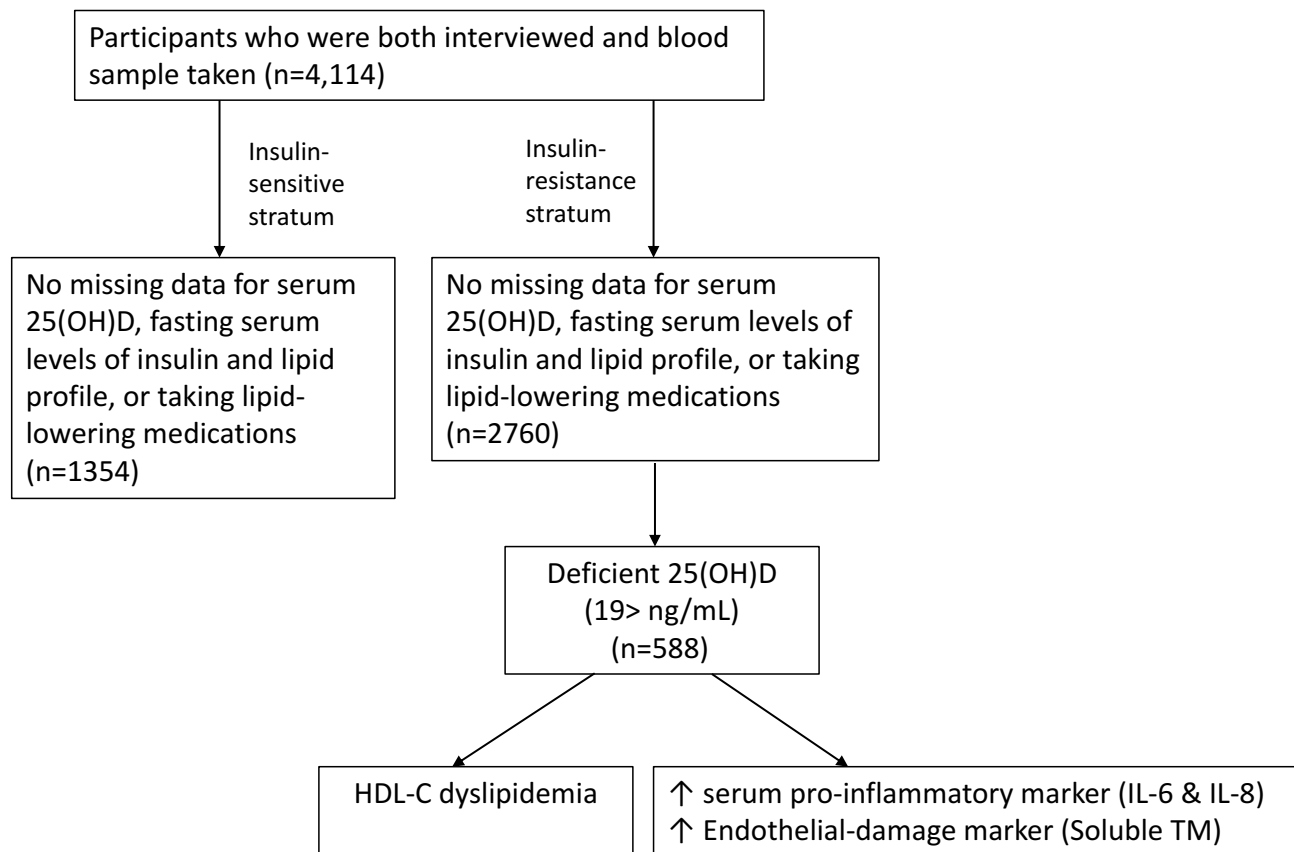 Participants who were both interviewed and blood
sample taken (n=4,114)
Insulin-
sensitive
stratum
Insulin-
resistance
stratum
No missing data for serum
25(OH)D, fasting serum
levels of insulin and lipid
profile, or taking lipid-
lowering medications
(n=1354)
No missing data for serum
25(OH)D, fasting serum levels of
insulin and lipid profile, or taking
lipid-lowering medications
(n=2760)
Deficient 25(OH)D
(19> ng/mL)
(n=588)
HDL-C dyslipidemia
↑ serum pro-inflammatory marker (IL-6 & IL-8)
↑ Endothelial-damage marker (Soluble TM)